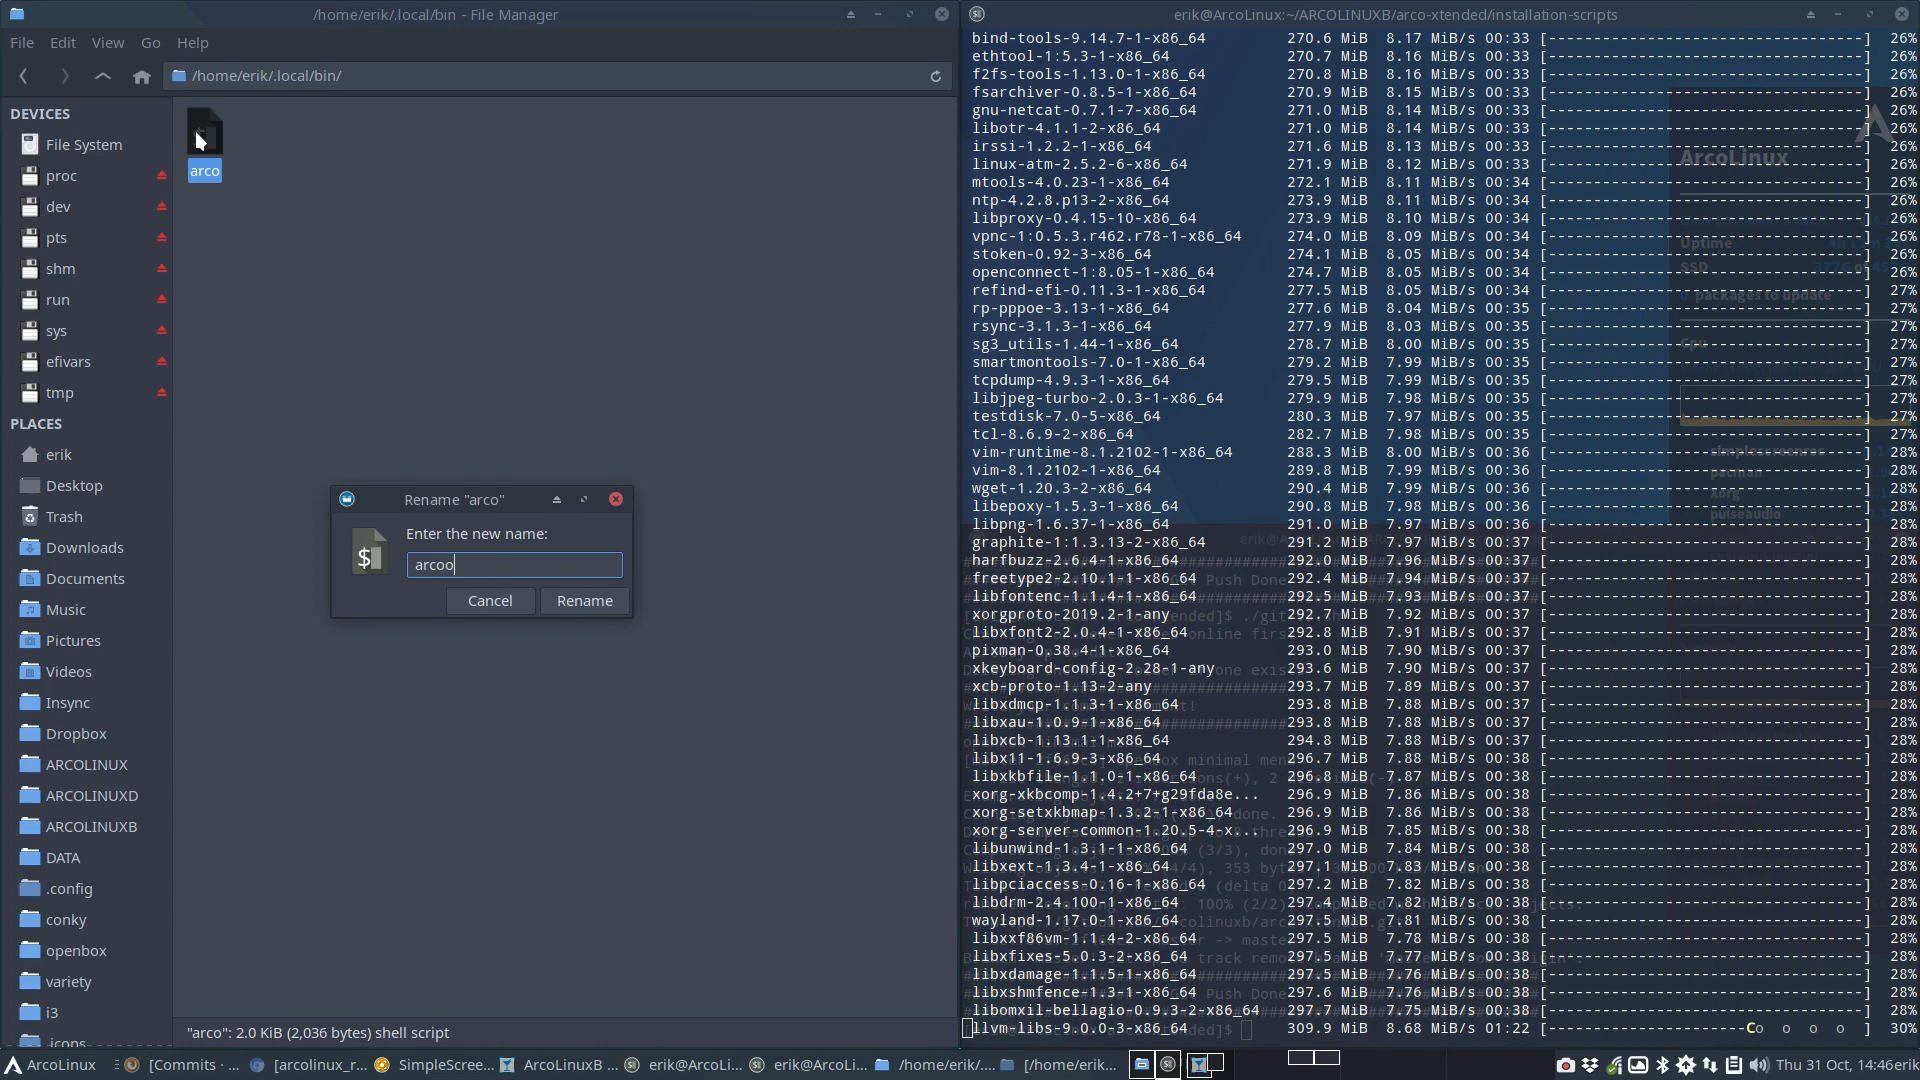 /home/erik/.local/bin - File Manager
File Edit View Go Help
/home/erik/.local/bin/
DEVICES
File System
proc
dev
pts
shm
run
sys
efivars
tmp
PLACES
erik
Desktop
Trash
Downloads
Documents
Music
Pictures
Videos
Insync
Dropbox
ARCOLINUX
ARCOLINUXD
ARCOLINUXB
DATA
.config
conky
openbox
variety
i3
.icons
arco
Rename "arco"
Enter the new name:
$
arcoo
Cancel Rename
"arco": 2.0 KiB (2,036 bytes) shell script
erik@ArcoLinux:~/ARCOLINUXB/arco-xtended/installation-scripts
bind-tools-9.14.7-1-x86_64 270.6 MiB 8.17 MiB/s 00:33 [-----------------------------------] 26%
ethtool-1:5.3-1-x86_64 270.7 MiB 8.16 MiB/s 00:33 [-----------------------------------] 26%
f2fs-tools-1.13.0-1-x86_64 270.8 MiB 8.16 MiB/s 00:33 [-----------------------------------] 26%
fsarchiver-0.8.5-1-x86_64 270.9 MiB 8.15 MiB/s 00:33 [-----------------------------------] 26%
gnu-netcat-0.7.1-7-x86_64 271.0 MiB 8.14 MiB/s 00:33 [-----------------------------------] 26%
libotr-4.1.1-2-x86_64 271.0 MiB 8.14 MiB/s 00:33 [-----------------------------------] 26%
irssi-1.2.2-1-x86_64 271.6 MiB 8.13 MiB/s 00:33 [-----------------------------------] 26%
linux-atm-2.5.2-6-x86_64 271.9 MiB 8.12 MiB/s 00:33 [-----------------------------------] 26%
mtools-4.0.23-1-x86_64 272.1 MiB 8.11 MiB/s 00:34 [-----------------------------------] 26%
ntp-4.2.8.p13-2-x86_64 273.9 MiB 8.11 MiB/s 00:34 [-----------------------------------] 26%
libproxy-0.4.15-10-x86_64 273.9 MiB 8.10 MiB/s 00:34 [-----------------------------------] 26%
vpnc-1:0.5.3.r462.r78-1-x86_64 274.0 MiB 8.09 MiB/s 00:34 [-----------------------------------] 26%
stoken-0.92-3-x86_64 274.1 MiB 8.05 MiB/s 00:34 [-----------------------------------] 26%
openconnect-1:8.05-1-x86_64 274.7 MiB 8.05 MiB/s 00:34 [-----------------------------------] 26%
refind-efi-0.11.3-1-x86_64 277.5 MiB 8.05 MiB/s 00:34 [-----------------------------------] 26%
rp-pppoe-3.13-1-x86_64 277.6 MiB 8.04 MiB/s 00:35 [-----------------------------------] 27%
rsync-3.1.3-1-x86_64 277.9 MiB 8.03 MiB/s 00:35 [-----------------------------------] 27%
sg3_utils-1.44-1-x86_64 278.7 MiB 8.00 MiB/s 00:35 [-----------------------------------] 27%
smartmontools-7.0-1-x86_64 279.2 MiB 7.99 MiB/s 00:35 [-----------------------------------] 27%
tcpdump-4.9.3-1-x86_64 279.5 MiB 7.99 MiB/s 00:35 [-----------------------------------] 27%
libjpeg-turbo-2.0.3-1-x86_64 279.9 MiB 7.98 MiB/s 00:35 [-----------------------------------] 27%
testdisk-7.0-5-x86_64 280.3 MiB 7.97 MiB/s 00:35 [-----------------------------------] 27%
tcl-8.6.9-2-x86_64 282.7 MiB 7.98 MiB/s 00:35 [-----------------------------------] 27%
vim-runtime-8.1.2102-1-x86_64 288.3 MiB 8.00 MiB/s 00:36 [-----------------------------------] 27%
vim-8.1.2102-1-x86_64 289.8 MiB 7.99 MiB/s 00:36 [-----------------------------------] 27%
wget-1.20.3-2-x86_64 290.4 MiB 7.99 MiB/s 00:36 [-----------------------------------] 28%
libepoxy-1.5.3-1-x86_64 290.8 MiB 7.98 MiB/s 00:36 [-----------------------------------] 28%
libpng-1.6.37-1-x86_64 291.0 MiB 7.97 MiB/s 00:36 [-----------------------------------] 28%
graphite-1:1.3.13-2-x86_64 291.1 MiB 7.97 MiB/s 00:37 [-----------------------------------] 28%
harfbuzz-2.6.4-1-x86_64 292.0 MiB 7.96 MiB/s 00:37 [-----------------------------------] 28%
freetype2-2.10.1-1-x86_64 292.4 MiB 7.94 MiB/s 00:37 [-----------------------------------] 28%
libfontenc-1.1.4-1-x86_64 292.5 MiB 7.93 MiB/s 00:37 [-----------------------------------] 28%
xorgproto-2019.2-1-any 292.7 MiB 7.92 MiB/s 00:37 [-----------------------------------] 28%
libxfont2-2.0.4-1-x86_64 292.8 MiB 7.91 MiB/s 00:37 [-----------------------------------] 28%
pixman-0.38.4-1-x86_64 293.0 MiB 7.90 MiB/s 00:37 [-----------------------------------] 28%
xkeyboard-config-2.28-1-any 293.6 MiB 7.90 MiB/s 00:37 [-----------------------------------] 28%
xcb-proto-1.13-2-any 293.7 MiB 7.89 MiB/s 00:37 [-----------------------------------] 28%
libxdmcp-1.1.3-1-x86_64 293.8 MiB 7.88 MiB/s 00:37 [-----------------------------------] 28%
libxau-1.0.9-1-x86_64 293.8 MiB 7.88 MiB/s 00:37 [-----------------------------------] 28%
libxcb-1.13.1-1-x86_64 294.8 MiB 7.88 MiB/s 00:37 [-----------------------------------] 28%
libx11-1.6.9-3-x86_64 296.7 MiB 7.88 MiB/s 00:38 [-----------------------------------] 28%
libxkbfile-1.1.0-1-x86_64 296.8 MiB 7.87 MiB/s 00:38 [-----------------------------------] 28%
xorg-xkbcomp-1.4.2+7+g29fda8e... 296.9 MiB 7.86 MiB/s 00:38 [-----------------------------------] 28%
xorg-setxkbmap-1.3.2-1-x86_64 296.9 MiB 7.86 MiB/s 00:38 [-----------------------------------] 28%
xorg-server-common-1.20.5-4-x... 296.9 MiB 7.85 MiB/s 00:38 [-----------------------------------] 28%
libunwind-1.3.1-1-x86_64 297.0 MiB 7.84 MiB/s 00:38 [-----------------------------------] 28%
libxext-1.3.4-1-x86_64 297.1 MiB 7.83 MiB/s 00:38 [-----------------------------------] 28%
libpciaccess-0.16-1-x86_64 297.2 MiB 7.82 MiB/s 00:38 [-----------------------------------] 28%
libdrm-2.4.100-1-x86_64 297.4 MiB 7.82 MiB/s 00:38 [-----------------------------------] 28%
wayland-1.17.0-1-x86_64 297.5 MiB 7.81 MiB/s 00:38 [-----------------------------------] 28%
libxxf86vm-1.1.4-2-x86_64 297.5 MiB 7.78 MiB/s 00:38 [-----------------------------------] 28%
libxfixes-5.0.3-2-x86_64 297.5 MiB 7.77 MiB/s 00:38 [-----------------------------------] 28%
libxdamage-1.1.5-1-x86_64 297.5 MiB 7.76 MiB/s 00:38 [-----------------------------------] 28%
libxshmfence-1.3-1-x86_64 297.6 MiB 7.76 MiB/s 00:38 [-----------------------------------] 28%
libomxil-bellagio-0.9.3-2-x86_64 297.7 MiB 7.75 MiB/s 00:38 [-----------------------------------] 28%
llvm-libs-9.0.0-3-x86_64 309.9 MiB 8.68 MiB/s 01:22 [----------------------Co o o o ] 30%
ArcoLinux
Uptime
SSD
packages to update
Cpu
simplescreenrec
pacman
xorg
pulseaudio
ArcoLinux [Commits · ... [arcolinux_r... SimpleScree... ArcoLinuxB ... erik@ArcoLi... erik@ArcoLi... /home/erik/.... [/home/erik... Thu 31 Oct, 14:46 erik